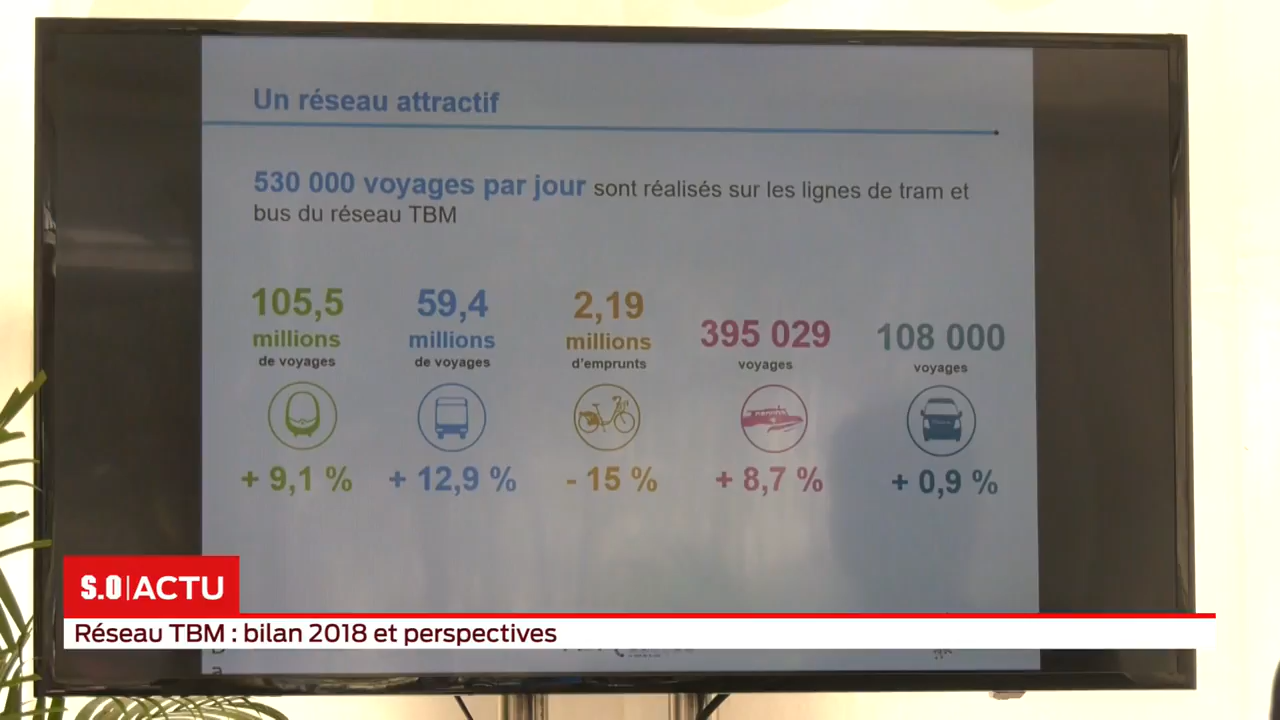 Un réseau attractif
530 000 voyages par jour sont réalisés sur les lignes de tram et
bus du réseau TBM
105,5
millions
de voyages
+ 9,1 %
59,4
millions
de voyages
+ 12,9 %
2,19
millions
d'emprunts
- 15 %
395 029
voyages
+ 8,7 %
108 000
voyages
+ 0,9 %
S.O|ACTU
Réseau TBM : bilan 2018 et perspectives